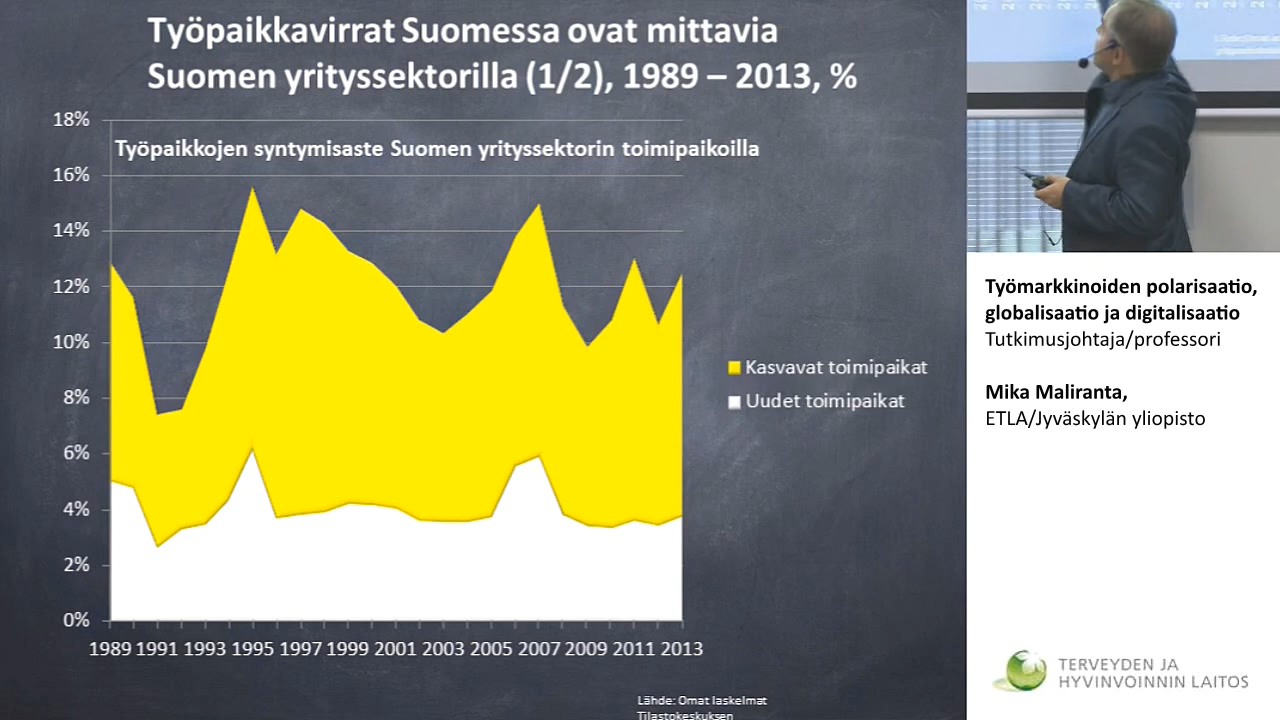 Työpaikkavirrat Suomessa ovat mittavia
Suomen yrityssektorilla (1/2), 1989 – 2013, %
18%
Työpaikkojen syntymisaste Suomen yrityssektorin toimipaikoilla
16%
14%
12%
10%
8%
6%
4%
2%
0%
1989 1991 1993 1995 1997 1999 2001 2003 2005 2007 2009 2011 2013
Kasvavat toimipaikat
Uudet toimipaikat
Lähde: Omat laskelmat
Tilastokeskuksen
Työmarkkinoiden polarisaatio,
globalisaatio ja digitalisaatio
Tutkimusjohtaja/professori
Mika Maliranta,
ETLA/Jyväskylän yliopisto
TERVEYDEN JA
HYVINVOINNIN LAITOS